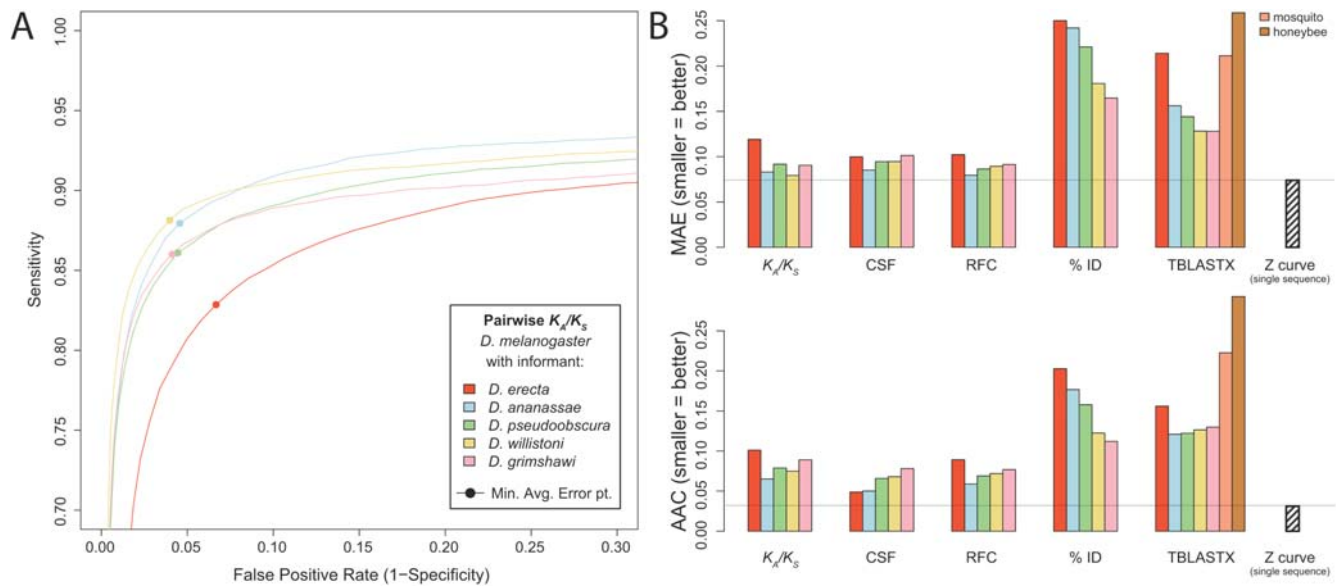 A
Sensitivity
1.00
0.95
0.90
0.85
0.80
0.75
0.70
0.00
0.05
0.10
0.15
0.20
0.25
0.30
False Positive Rate (1−Specificity)
Pairwise KA/KS
D. melanogaster
with informant:
D. erecta
D. ananassae
D. pseudoobscura
D. willistoni
D. grimshawi
Min. Avg. Error pt.
B
mosquito
honeybee
MAE (smaller = better)
0.25
0.20
0.15
0.10
0.05
0.00
KA/KS
CSF
RFC
% ID
TBLASTX
Z curve
(single sequence)
AAC (smaller = better)
0.25
0.20
0.15
0.10
0.05
0.00
KA/KS
CSF
RFC
% ID
TBLASTX
Z curve
(single sequence)